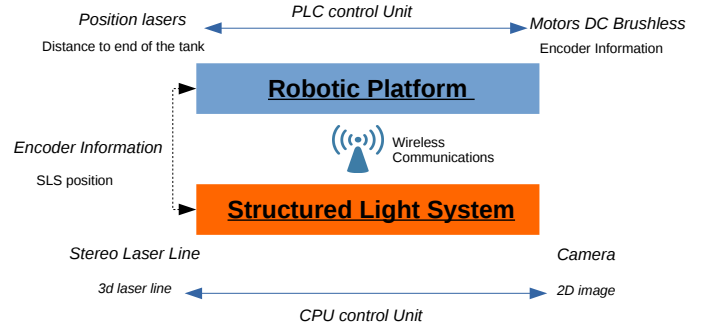 Position lasers
PLC control Unit
Motors DC Brushless
Distance to end of the tank
Encoder Information
Robotic Platform
Wireless
Communications
Encoder Information
SLS position
Structured Light System
Stereo Laser Line
Camera
3d laser line
2D image
CPU control Unit